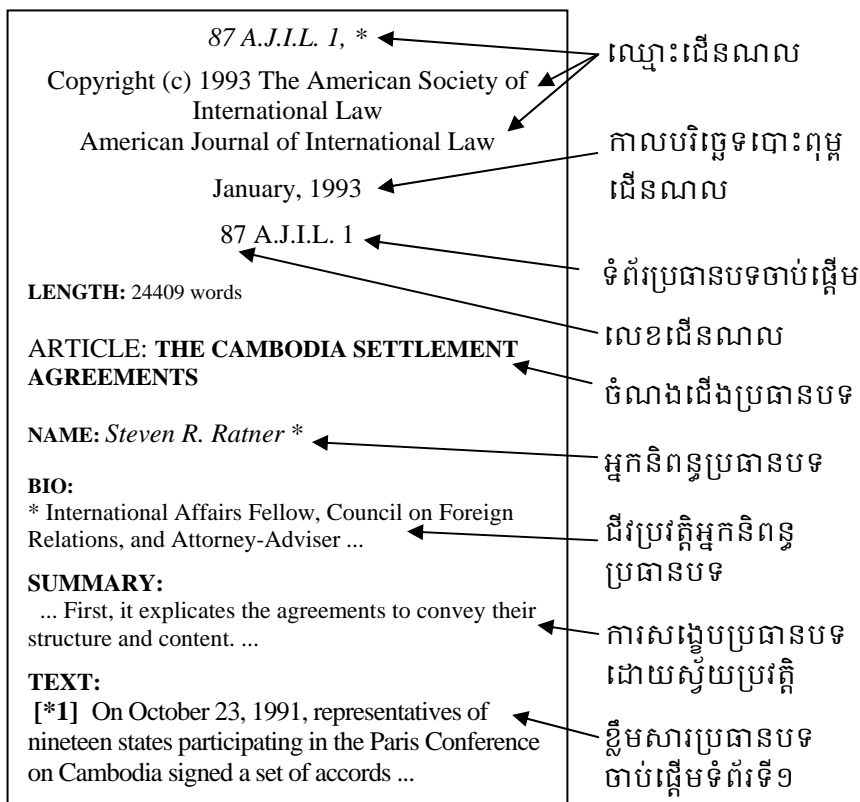 87 A.J.I.L. 1, *
Copyright (c) 1993 The American Society of
International Law
American Journal of International Law
January, 1993
87 A.J.I.L. 1
LENGTH: 24409 words
ARTICLE: THE CAMBODIA SETTLEMENT
AGREEMENTS
NAME: Steven R. Ratner *
BIO:
* International Affairs Fellow, Council on Foreign
Relations, and Attorney-Adviser ...
SUMMARY:
... First, it explicates the agreements to convey their
structure and content. ...
TEXT:
[*1] On October 23, 1991, representatives of
nineteen states participating in the Paris Conference
on Cambodia signed a set of accords ...
ឈ្មោះជើនណល
កាលបរិច្ឆេទបោះពុម្ព
ជើនណល
ទំព័រប្រធានបទចាប់ផ្តើម
លេខជើនណល
ចំណងជើងប្រធានបទ
អ្នកនិពន្ធប្រធានបទ
ជីវប្រវត្តិអ្នកនិពន្ធ
ប្រធានបទ
ការសង្ខេបប្រធានបទ
ដោយស្វ័យប្រវត្តិ
ខ្លឹមសារប្រធានបទ
ចាប់ផ្តើមទំព័រទី១